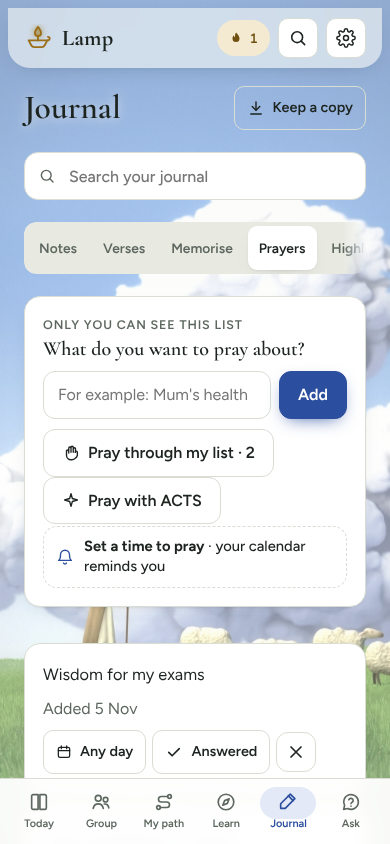 Lamp
1
Journal
Keep a copy
Search your journal
Notes
Verses
Memorise
Prayers
ONLY YOU CAN SEE THIS LIST
What do you want to pray about?
For example: Mum's health
Add
Pray through my list · 2
Pray with ACTS
Set a time to pray · your calendar
reminds you
Wisdom for my exams
Added 5 Nov
Any day
Answered
Today
Group
My path
Learn
Journal
Ask